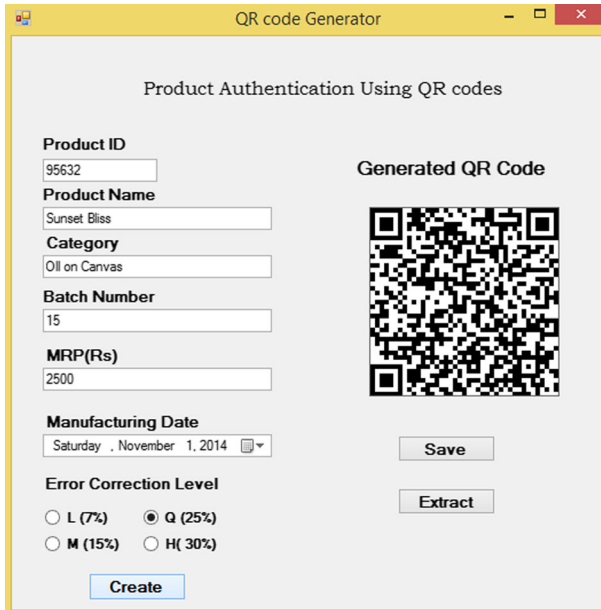 QR code Generator
Product Authentication Using QR codes
Product ID
95632
Product Name
Sunset Bliss
Category
Oll on Canvas
Batch Number
15
MRP(Rs)
2500
Manufacturing Date
Saturday , November 1, 2014
Error Correction Level
L (7%) Q (25%)
M (15%) H( 30%)
Create
Generated QR Code
Save
Extract